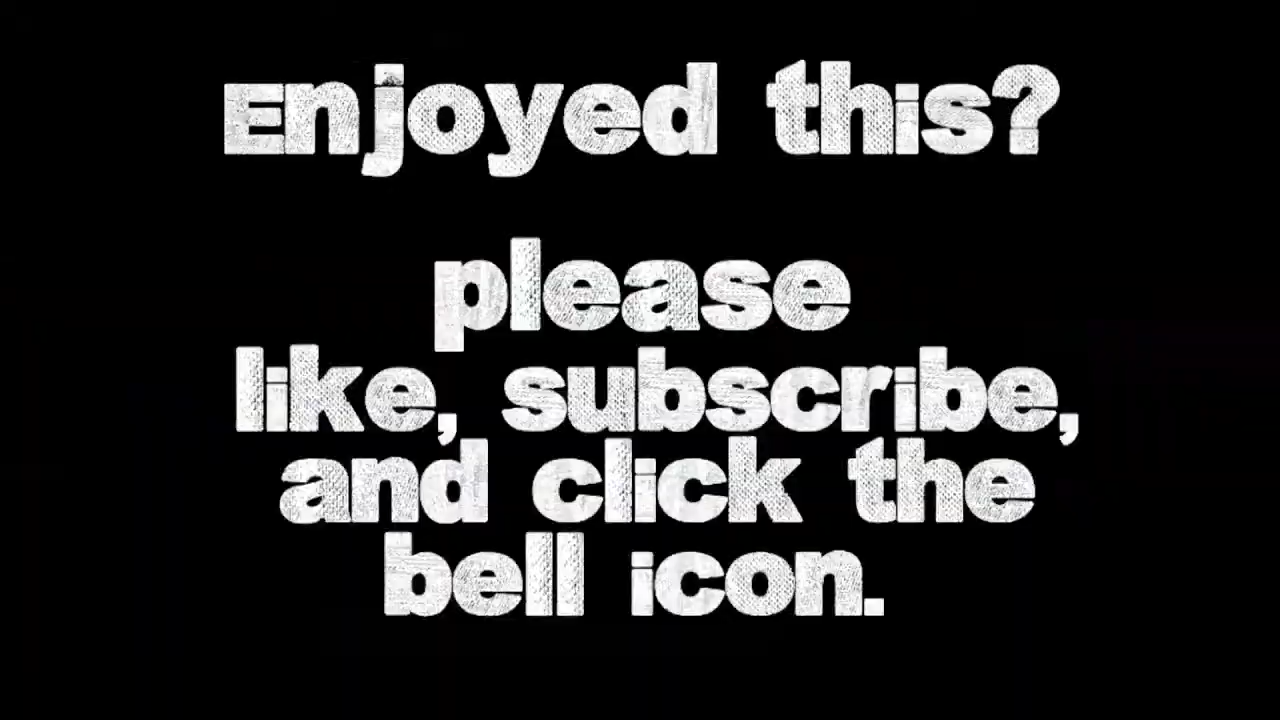 Enjoyed this?
please
like, subscribe,
and click the
bell icon.